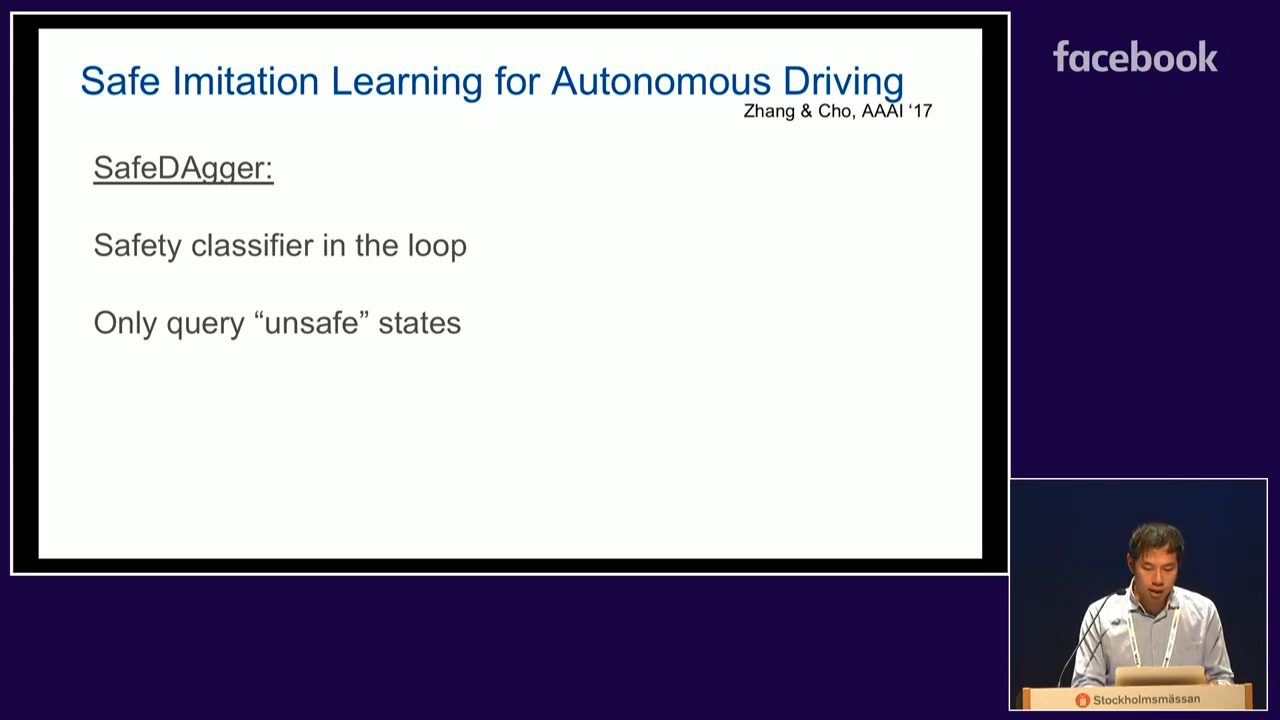 Safe Imitation Learning for Autonomous Driving
Zhang & Cho, AAAI ‘17
SafeDAgger:
Safety classifier in the loop
Only query “unsafe” states
facebook
Stockholmsmässan